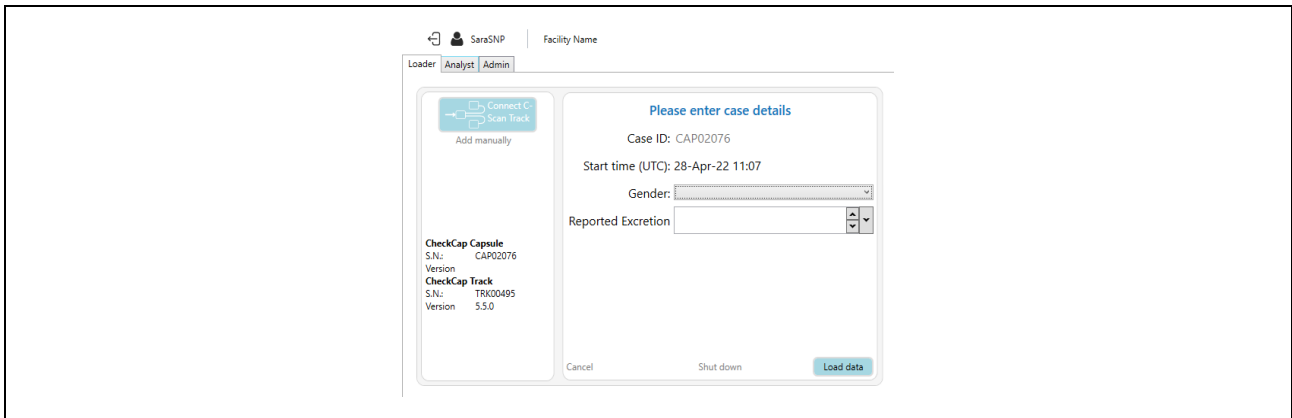 SaraSNP
Facility Name
Loader Analyst Admin
Connect C-
Scan Track
Add manually
CheckCap Capsule
S.N.: CAP02076
Version
CheckCap Track
S.N.: TRK00495
Version 5.5.0
Please enter case details
Case ID: CAP02076
Start time (UTC): 28-Apr-22 11:07
Gender:
Reported Excretion
Cancel Shut down Load data